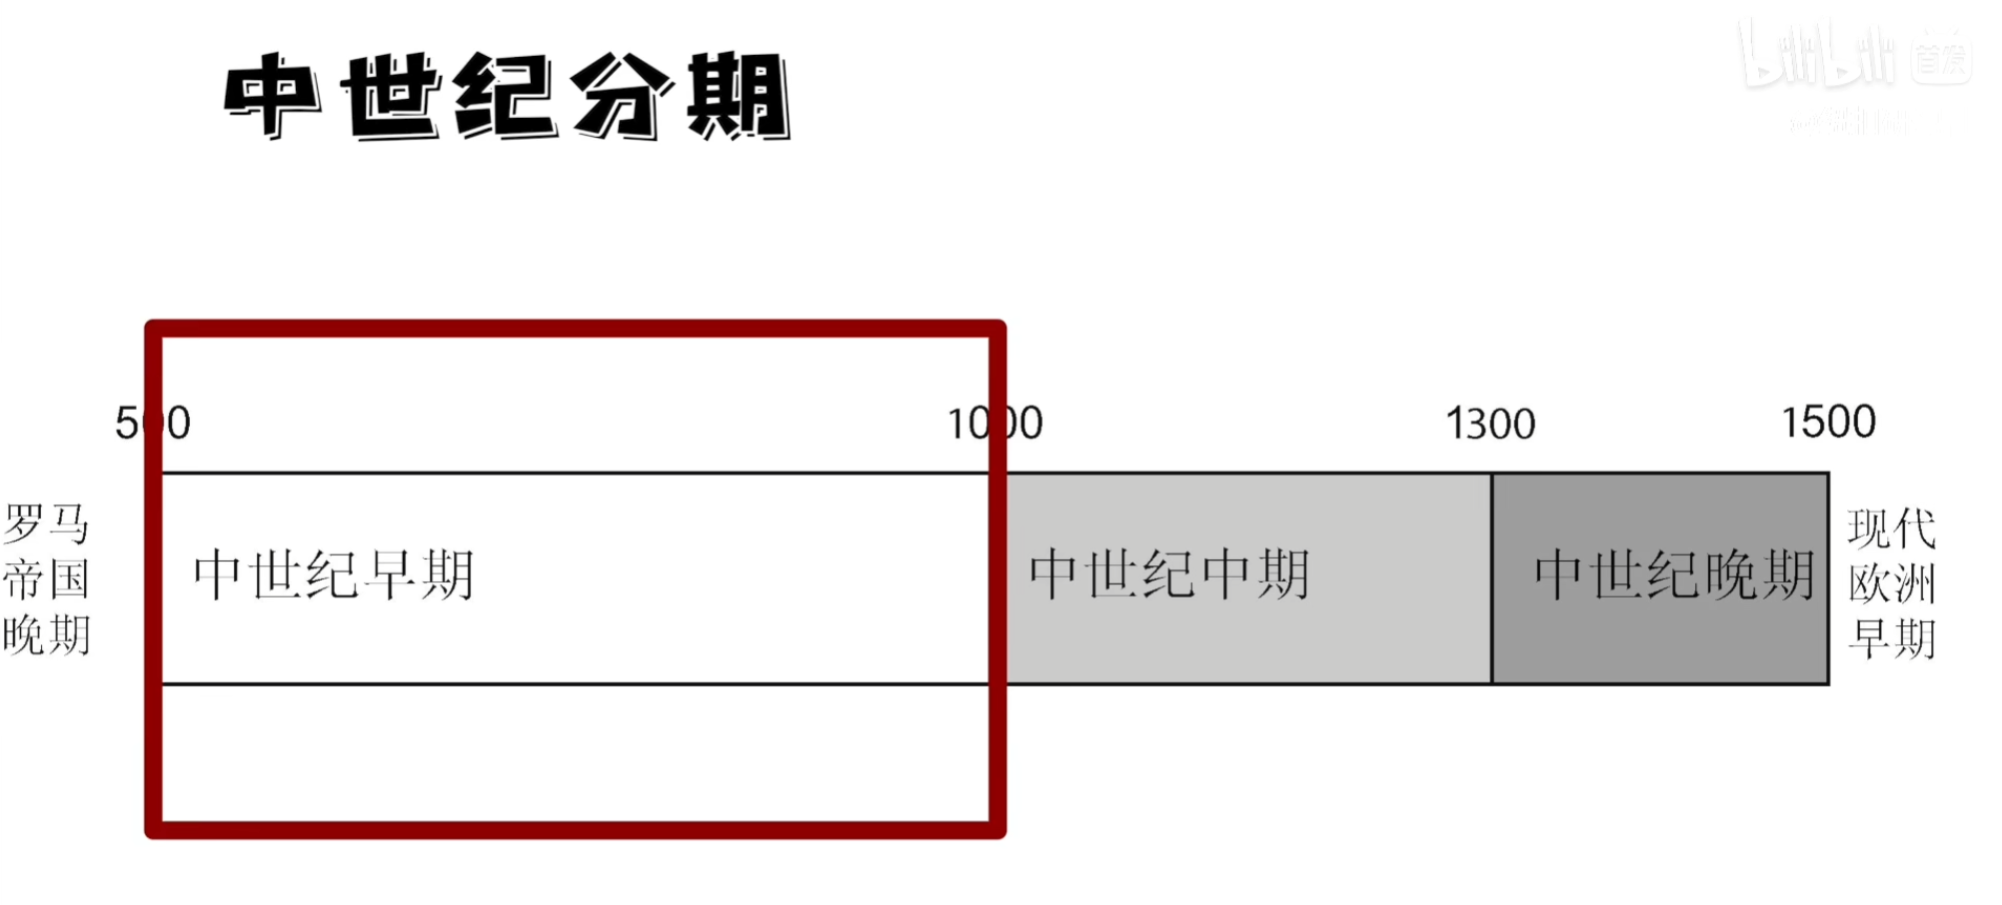 中世纪分期
bilibili 首发
500
1000
1300
1500
罗马
帝国
晚期
中世纪早期
中世纪中期
中世纪晚期
现代
欧洲
早期